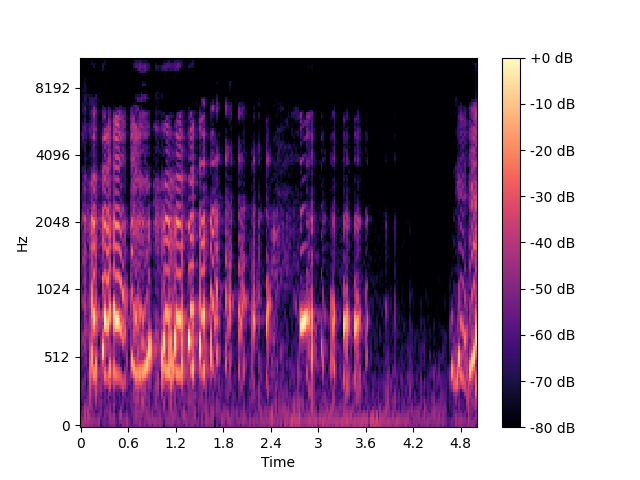 +0 dB
8192
-10 dB
4096
-20 dB
-30 dB
2048
Hz
-40 dB
1024
-50 dB
-60 dB
512
-70 dB
0
-80 dB
0 0.6 1.2 1.8 2.4 3 3.6 4.2 4.8
Time